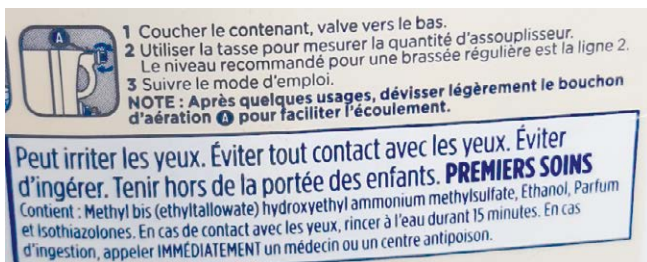 A
1 Coucher le contenant, valve vers le bas.
2 Utiliser la tasse pour mesurer la quantité d'assouplisseur.
Le niveau recommandé pour une brassée régulière est la ligne 2.
3 Suivre le mode d'emploi.
NOTE : Après quelques usages, dévisser légèrement le bouchon
d'aération A pour faciliter l'écoulement.
Peut irriter les yeux. Éviter tout contact avec les yeux. Éviter
d'ingérer. Tenir hors de la portée des enfants. PREMIERS SOINS
Contient : Methyl bis (ethyltallowate) hydroxyethyl ammonium methylsulfate, Ethanol, Parfum
et Isothiazolones. En cas de contact avec les yeux, rincer à l'eau durant 15 minutes. En cas
d'ingestion, appeler IMMÉDIATEMENT un médecin ou un centre antipoison.